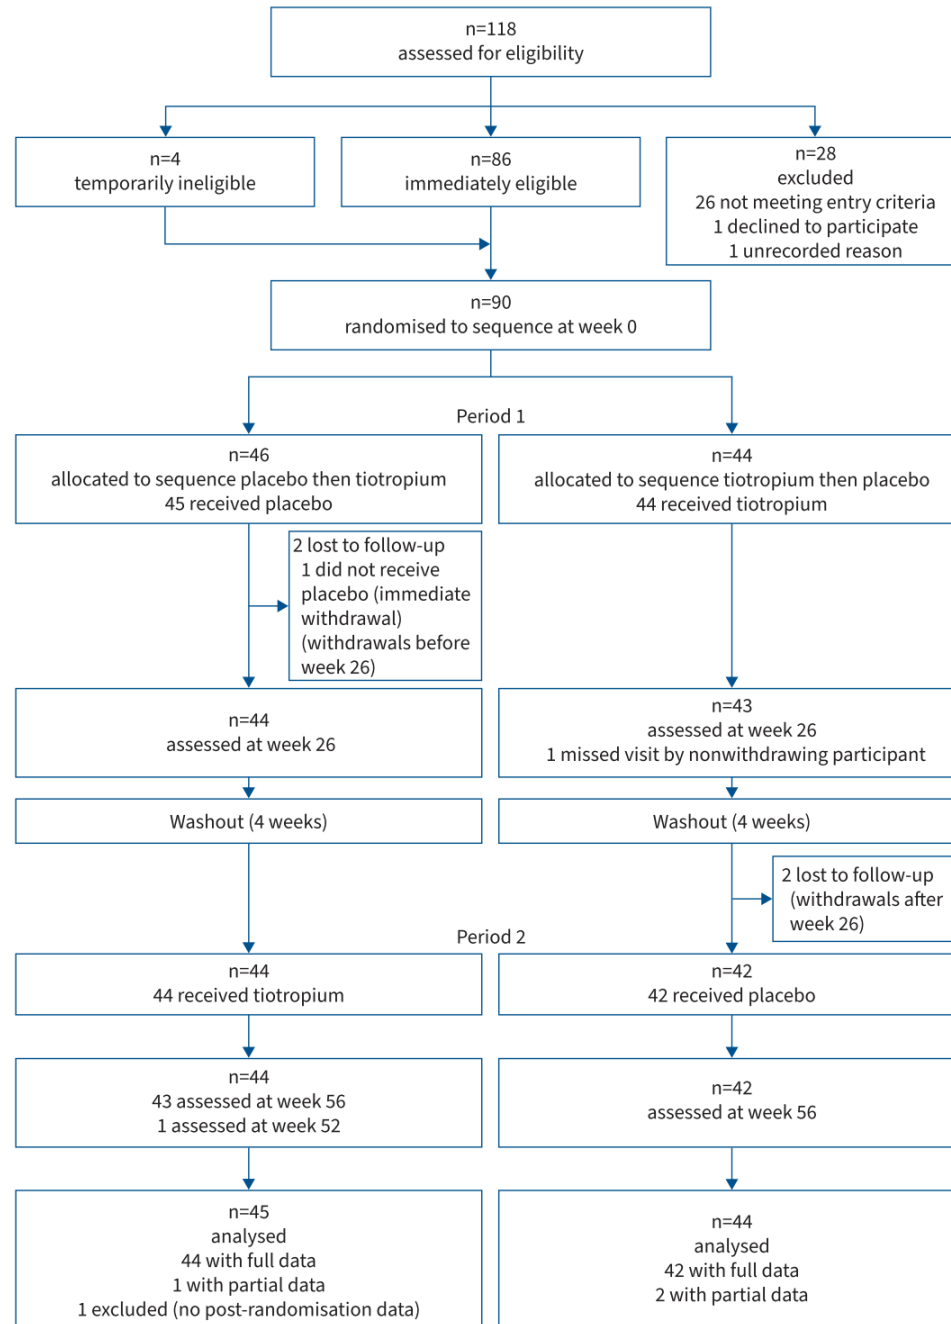 n=118
assessed for eligibility
n=4
temporarily ineligible
n=86
immediately eligible
n=28
excluded
26 not meeting entry criteria
1 declined to participate
1 unrecorded reason
n=90
randomised to sequence at week 0
Period 1
n=46
allocated to sequence placebo then tiotropium
45 received placebo
n=44
allocated to sequence tiotropium then placebo
44 received tiotropium
2 lost to follow-up
1 did not receive
placebo (immediate
withdrawal)
(withdrawals before
week 26)
n=44
assessed at week 26
n=43
assessed at week 26
1 missed visit by nonwithdrawing participant
Washout (4 weeks)
Washout (4 weeks)
2 lost to follow-up
(withdrawals after
week 26)
Period 2
n=44
44 received tiotropium
n=42
42 received placebo
n=44
43 assessed at week 56
1 assessed at week 52
n=42
assessed at week 56
n=45
analysed
44 with full data
1 with partial data
1 excluded (no post-randomisation data)
n=44
analysed
42 with full data
2 with partial data